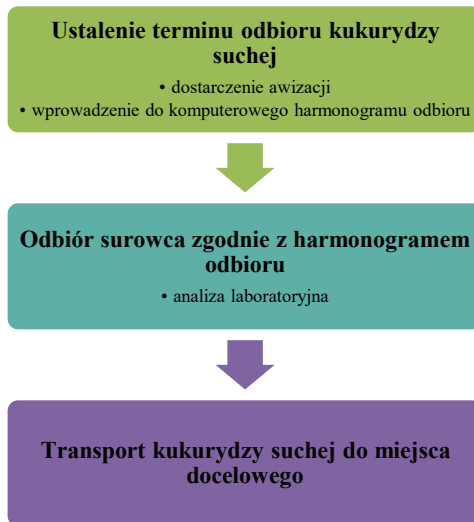 Ustalenie terminu odbioru kukurydzy
suchej
• dostarczenie awizacji
• wprowadzenie do komputerowego harmonogramu odbioru
Odbiór surowca zgodnie z harmonogramem
odbioru
• analiza laboratoryjna
Transport kukurydzy suchej do miejsca
docelowego